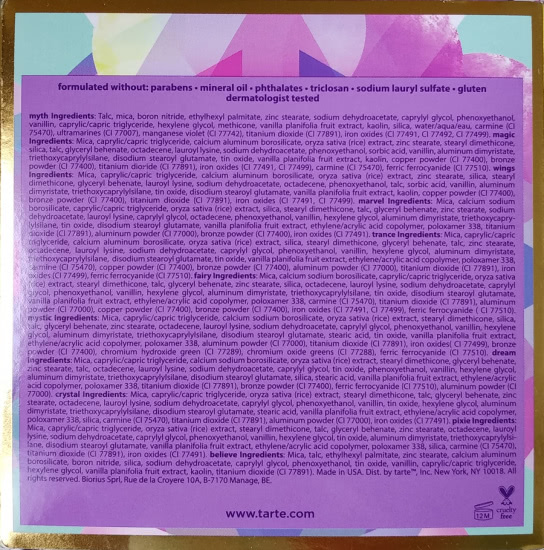 formulated without: parabens • mineral oil • phthalates • triclosan • sodium lauryl sulfate • gluten
dermatologist tested
myth Ingredients: Talc, mica, boron nitride, ethylhexyl palmitate, zinc stearate, sodium dehydroacetate, caprylyl glycol, phenoxyethanol,
vanillin, caprylic/capric triglyceride, hexylene glycol, methicone, vanilla planifolia fruit extract, kaolin, silica, water/aqua/eau, carmine (CI
75470), ultramarines (CI 77007), manganese violet (CI 77742), titanium dioxide (CI 77891), iron oxides (CI 77491, CI 77492, CI 77499). magic
Ingredients: Mica, caprylic/capric triglyceride, calcium aluminum borosilicate, oryza sativa (rice) extract, zinc stearate, stearyl dimethicone,
silica, talc, glyceryl behenate, octadecene, lauroyl lysine, sodium dehydroacetate, phenoxyethanol, sorbic acid, vanillin, aluminum dimyristate,
triethoxycaprylylsilane, disodium stearoyl glutamate, tin oxide, vanilla planifolia fruit extract, kaolin, copper powder (CI 77400), bronze
powder (CI 77400), titanium dioxide (CI 77891), iron oxides (CI 77491, CI 77499), carmine (CI 75470), ferric ferrocyanide (CI 77510). wings
Ingredients: Mica, caprylic/capric triglyceride, calcium aluminum borosilicate, oryza sativa (rice) extract, zinc stearate, silica, stearyl
dimethicone, glyceryl behenate, lauroyl lysine, sodium dehydroacetate, octadecene, phenoxyethanol, talc, sorbic acid, vanillin, aluminum
dimyristate, triethoxycaprylylsilane, tin oxide, disodium stearoyl glutamate, vanilla planifolia fruit extract, kaolin, copper powder (CI 77400),
bronze powder (CI 77400), titanium dioxide (CI 77891), iron oxides (CI 77491, CI 77499). marvel Ingredients: Mica, calcium sodium
borosilicate, caprylic/capric triglyceride, oryza sativa (rice) extract, silica, stearyl dimethicone, talc, glyceryl behenate, zinc stearate, sodium
dehydroacetate, lauroyl lysine, caprylyl glycol, octadecene, phenoxyethanol, vanillin, hexylene glycol, aluminum dimyristate, triethoxycapry-
lylsilane, tin oxide, disodium stearoyl glutamate, vanilla planifolia fruit extract, ethylene/acrylic acid copolymer, poloxamer 338, titanium
dioxide (CI 77891), aluminum powder (CI 77000), iron oxides (CI 77491). trance Ingredients: Mica, caprylic/capric
triglyceride, calcium aluminum borosilicate, oryza sativa (rice) extract, silica, stearyl dimethicone, glyceryl behenate, talc, zinc stearate,
octadecene, lauroyl lysine, sodium dehydroacetate, caprylyl glycol, phenoxyethanol, vanillin, hexylene glycol, aluminum dimyristate,
triethoxycaprylylsilane, disodium stearoyl glutamate, tin oxide, vanilla planifolia fruit extract, ethylene/acrylic acid copolymer, poloxamer 338,
carmine (CI 75470), copper powder (CI 77400), bronze powder (CI 77400), aluminum powder (CI 77000), titanium dioxide (CI 77891), iron
oxides (CI 77499), ferric ferrocyanide (CI 77510). fairy Ingredients: Mica, calcium sodium borosilicate, caprylic/capric triglyceride, oryza sativa
(rice) extract, stearyl dimethicone, talc, glyceryl behenate, zinc stearate, silica, octadecene, lauroyl lysine, sodium dehydroacetate, caprylyl
glycol, phenoxyethanol, vanillin, hexylene glycol, aluminum dimyristate, triethoxycaprylylsilane, tin oxide, disodium stearoyl glutamate,
vanilla planifolia fruit extract, ethylene/acrylic acid copolymer, poloxamer 338, carmine (CI 75470), titanium dioxide (CI 77891), aluminum
powder (CI 77000), copper powder (CI 77400), bronze powder (CI 77400), iron oxides (CI 77491, CI 77499), ferric ferrocyanide ( CI 77510).
mystic Ingredients: Mica, caprylic/capric triglyceride, calcium sodium borosilicate, oryza sativa (rice) extract, stearyl dimethicone, silica,
talc, glyceryl behenate, zinc stearate, octadecene, lauroyl lysine, sodium dehydroacetate, caprylyl glycol, phenoxyethanol, vanillin, hexylene
glycol, aluminum dimyristate, triethoxycaprylylsilane, disodium stearoyl glutamate, stearic acid, tin oxide, vanilla planifolia fruit extract,
ethylene/acrylic acid copolymer, poloxamer 338, aluminum powder (CI 77000), titanium dioxide (CI 77891), iron oxides (CI 77499), bronze
powder (CI 77400), chromium hydroxide green (CI 77289), chromium oxide greens (CI 77288), ferric ferrocyanide (CI 77510). dream
Ingredients: Mica, caprylic/capric triglyceride, calcium sodium borosilicate, oryza sativa (rice) extract, stearyl dimethicone, glyceryl behenate,
zinc stearate, talc, octadecene, lauroyl lysine, sodium dehydroacetate, caprylyl glycol, tin oxide, phenoxyethanol, vanillin, hexylene glycol,
aluminum dimyristate, triethoxycaprylylsilane, disodium stearoyl glutamate, silica, stearic acid, vanilla planifolia fruit extract, ethylene/acrylic
acid copolymer, poloxamer 338, titanium dioxide (CI 77891), bronze powder (CI 77400), ferric ferrocyanide (CI 77510), aluminum powder (CI
77000). crystal Ingredients: Mica, caprylic/capric triglyceride, oryza sativa (rice) extract, stearyl dimethicone, talc, glyceryl behenate, zinc
stearate, octadecene, lauroyl lysine, sodium dehydroacetate, caprylyl glycol, phenoxyethanol, vanillin, tin oxide, hexylene glycol, aluminum
dimyristate, triethoxycaprylylsilane, disodium stearoyl glutamate, stearic acid, vanilla planifolia fruit extract, ethylene/acrylic acid copolymer,
poloxamer 338, silica, carmine (CI 75470), titanium dioxide (CI 77891), aluminum powder (CI 77000), iron oxides (CI 77491). pixie Ingredients:
Mica, caprylic/capric triglyceride, oryza sativa (rice) extract, stearyl dimethicone, talc, glyceryl behenate, zinc stearate, octadecene, lauroyl
lysine, sodium dehydroacetate, caprylyl glycol, phenoxyethanol, vanillin, hexylene glycol, tin oxide, aluminum dimyristate, triethoxycaprylylsi-
lane, disodium stearoyl glutamate, vanilla planifolia fruit extract, ethylene/acrylic acid copolymer, poloxamer 338, silica, carmine (CI 75470),
titanium dioxide (CI 77891), iron oxides (CI 77491). believe Ingredients: Mica, talc, ethylhexyl palmitate, zinc stearate, calcium aluminum
borosilicate, boron nitride, silica, sodium dehydroacetate, caprylyl glycol, phenoxyethanol, tin oxide, vanillin, caprylic/capric triglyceride,
hexylene glycol, vanilla planifolia fruit extract, kaolin, titanium dioxide (CI 77891). Made in USA. Dist. by tarte™, Inc. New York, NY 10018. All
rights reserved. Biorius Sprl, Rue de la Croyere 10A, B-7170 Manage, BE.
www.tarte.com
12M
cruelty
free